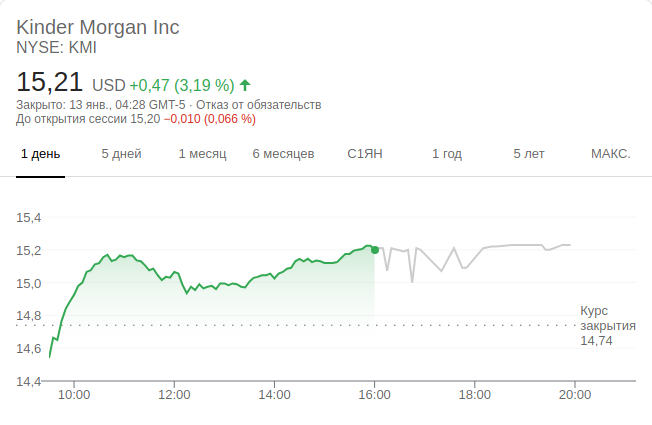 Kinder Morgan Inc
NYSE: KMI
15,21 USD +0,47 (3,19 %)
Закрыто: 13 янв., 04:28 GMT-5 · Отказ от обязательств
До открытия сессии 15,20 −0,010 (0,066 %)
1 день 5 дней 1 месяц 6 месяцев С1ЯН 1 год 5 лет МАКС.
15,4
15,2
15,0
14,8
14,6
14,4
Курс
закрытия
14,74
10:00 12:00 14:00 16:00 18:00 20:00